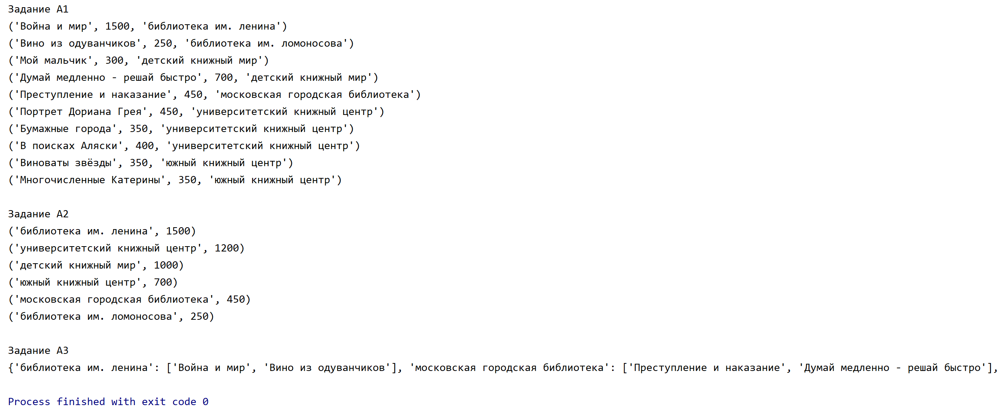 Задание А1
('Война и мир', 1500, 'библиотека им. ленина')
('Вино из одуванчиков', 250, 'библиотека им. ломоносова')
('Мой мальчик', 300, 'детский книжный мир')
('Думай медленно - решай быстро', 700, 'детский книжный мир')
('Преступление и наказание', 450, 'московская городская библиотека')
('Портрет Дориана Грея', 450, 'университетский книжный центр')
('Бумажные города', 350, 'университетский книжный центр')
('В поисках Аляски', 400, 'университетский книжный центр')
('Виноваты звёзды', 350, 'южный книжный центр')
('Многочисленные Катерины', 350, 'южный книжный центр')
Задание А2
('библиотека им. ленина', 1500)
('университетский книжный центр', 1200)
('детский книжный мир', 1000)
('южный книжный центр', 700)
('московская городская библиотека', 450)
('библиотека им. ломоносова', 250)
Задание А3
{'библиотека им. ленина': ['Война и мир', 'Вино из одуванчиков'], 'московская городская библиотека': ['Преступление и наказание', 'Думай медленно - решай быстро'],
Process finished with exit code 0